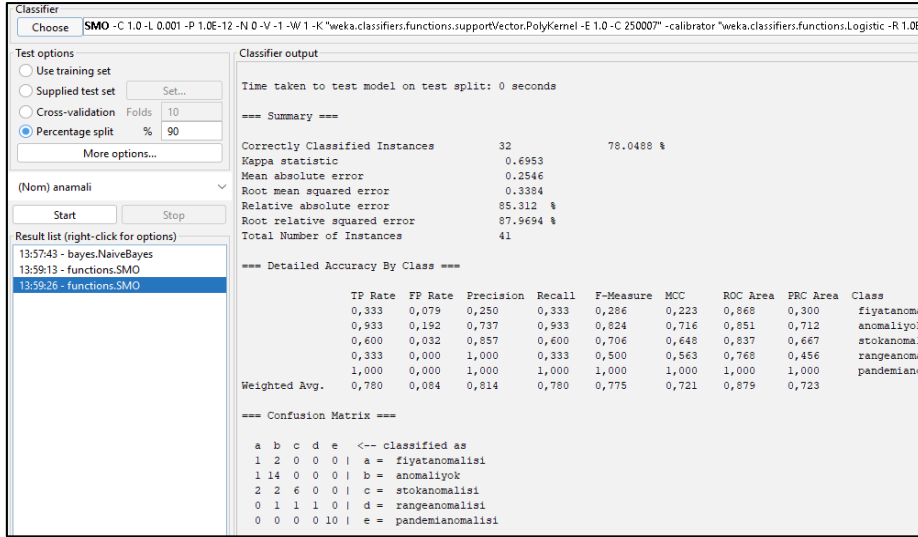 Classifier
Choose SMO -C 1.0 -L 0.001 -P 1.0E-12 -N 0 -V -1 -W 1 -K "weka.classifiers.functions.supportVector.PolyKernel -E 1.0 -C 250007" -calibrator "weka.classifiers.functions.Logistic -R 1.0E
Test options
Use training set
Supplied test set Set...
Cross-validation Folds 10
Percentage split % 90
More options...
(Nom) anamali
Start Stop
Result list (right-click for options)
13:57:43 - bayes.NaiveBayes
13:59:13 - functions.SMO
13:59:26 - functions.SMO
Classifier output
Time taken to test model on test split: 0 seconds
=== Summary ===
Correctly Classified Instances 32 78.0488 %
Kappa statistic 0.6953
Mean absolute error 0.2546
Root mean squared error 0.3384
Relative absolute error 85.312 %
Root relative squared error 87.9694 %
Total Number of Instances 41
=== Detailed Accuracy By Class ===
TP Rate FP Rate Precision Recall F-Measure MCC ROC Area PRC Area Class
0,333 0,079 0,250 0,333 0,286 0,223 0,868 0,300 fiyatanoma
0,933 0,192 0,737 0,933 0,824 0,716 0,851 0,712 anomaliyo
0,600 0,032 0,857 0,600 0,706 0,648 0,837 0,667 stokanoma
0,333 0,000 1,000 0,333 0,500 0,563 0,768 0,456 rangeanoma
1,000 0,000 1,000 1,000 1,000 1,000 1,000 1,000 pandemiano
Weighted Avg. 0,780 0,084 0,814 0,780 0,775 0,721 0,879 0,723
=== Confusion Matrix ===
a b c d e <-- classified as
1 2 0 0 0 | a = fiyatanomalisi
1 14 0 0 0 | b = anomaliyok
2 2 6 0 0 | c = stokanomalisi
0 1 1 1 0 | d = rangeanomalisi
0 0 0 0 10 | e = pandemianomalisi